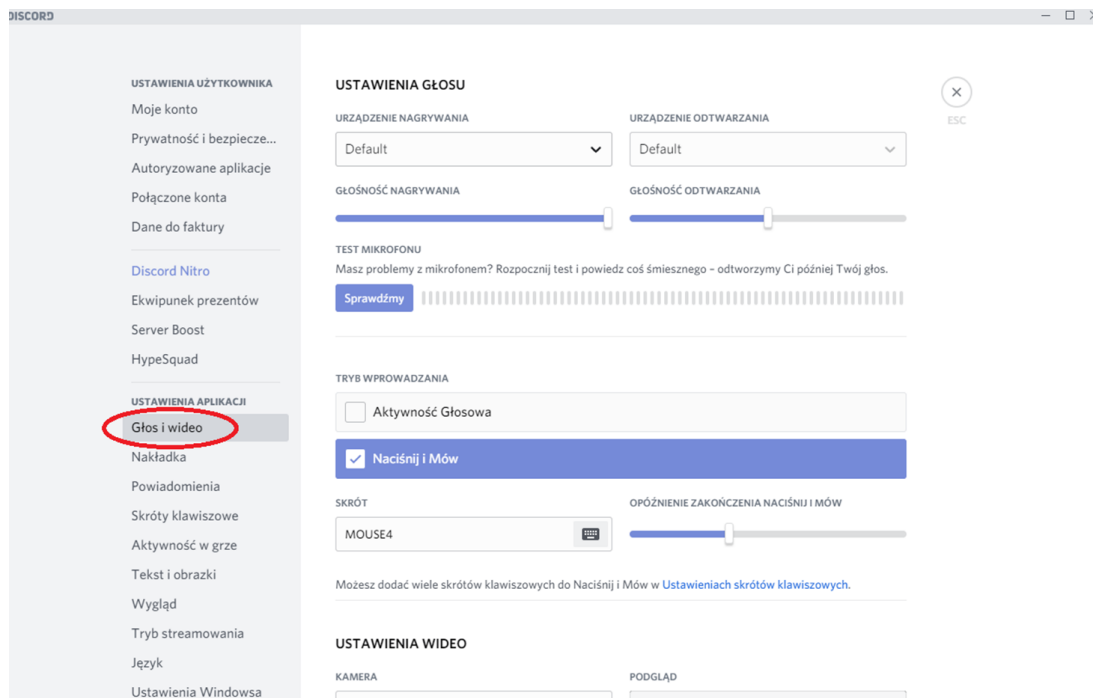 DISCORD
USTAWIENIA UŻYTKOWNIKA
Moje konto
Prywatność i bezpiecze...
Autoryzowane aplikacje
Połączone konta
Dane do faktury
Discord Nitro
Ekwipunek prezentów
Server Boost
HypeSquad
USTAWIENIA APLIKACJI
Głos i wideo
Nakładka
Powiadomienia
Skróty klawiszowe
Aktywność w grze
Tekst i obrazki
Wygląd
Tryb streamowania
Język
Ustawienia Windowsa
USTAWIENIA GŁOSU
URZĄDZENIE NAGRYWANIA
Default
URZĄDZENIE ODTWARZANIA
Default
GŁOŚNOŚĆ NAGRYWANIA
GŁOŚNOŚĆ ODTWARZANIA
TEST MIKROFONU
Masz problemy z mikrofonem? Rozpocznij test i powiedz coś śmiesznego – odtworzymy Ci później Twój głos.
Sprawdźmy
TRYB WPROWADZANIA
Aktywność Głosowa
Naciśnij i Mów
SKRÓT
MOUSE4
OPÓŹNIENIE ZAKOŃCZENIA NACIŚNIJ I MÓW
Możesz dodać wiele skrótów klawiszowych do Naciśnij i Mów w Ustawieniach skrótów klawiszowych.
USTAWIENIA WIDEO
KAMERA
PODGLĄD
ESC